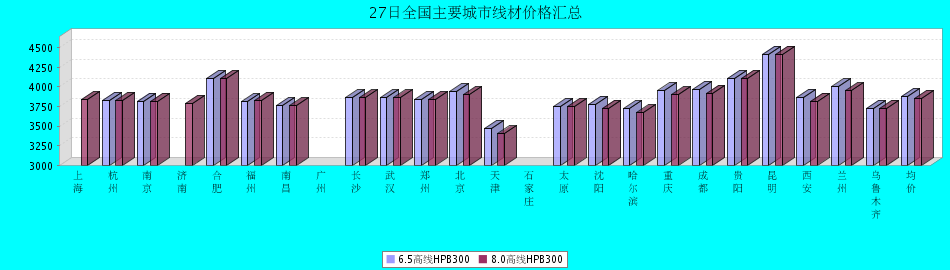 27日全国主要城市线材价格汇总
4500
4250
4000
3750
3500
3250
3000
上海
杭州
南京
济南
合肥
福州
南昌
广州
长沙
武汉
郑州
北京
天津
石家庄
太原
沈阳
哈尔滨
重庆
成都
贵阳
昆明
西安
兰州
乌鲁木齐
均价
6.5高线HPB300 8.0高线HPB300